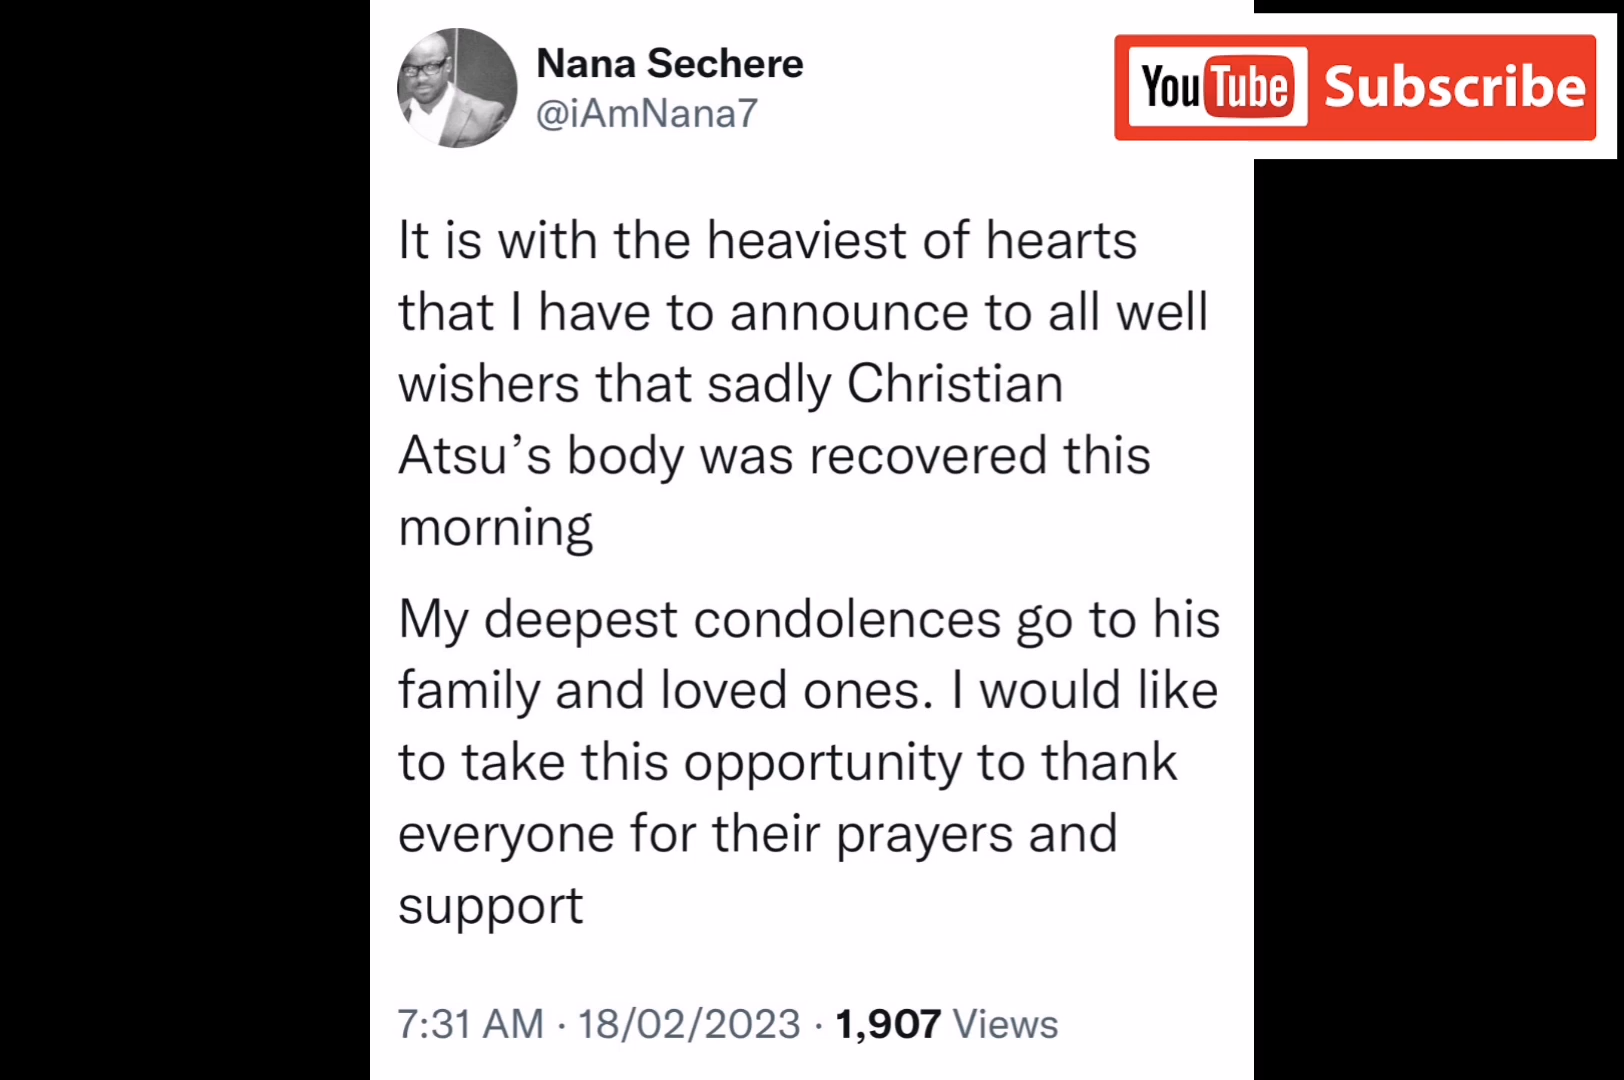 Nana Sechere
@iAmNana7
YouTube Subscribe
It is with the heaviest of hearts
that I have to announce to all well
wishers that sadly Christian
Atsu’s body was recovered this
morning
My deepest condolences go to his
family and loved ones. I would like
to take this opportunity to thank
everyone for their prayers and
support
7:31 AM · 18/02/2023 · 1,907 Views